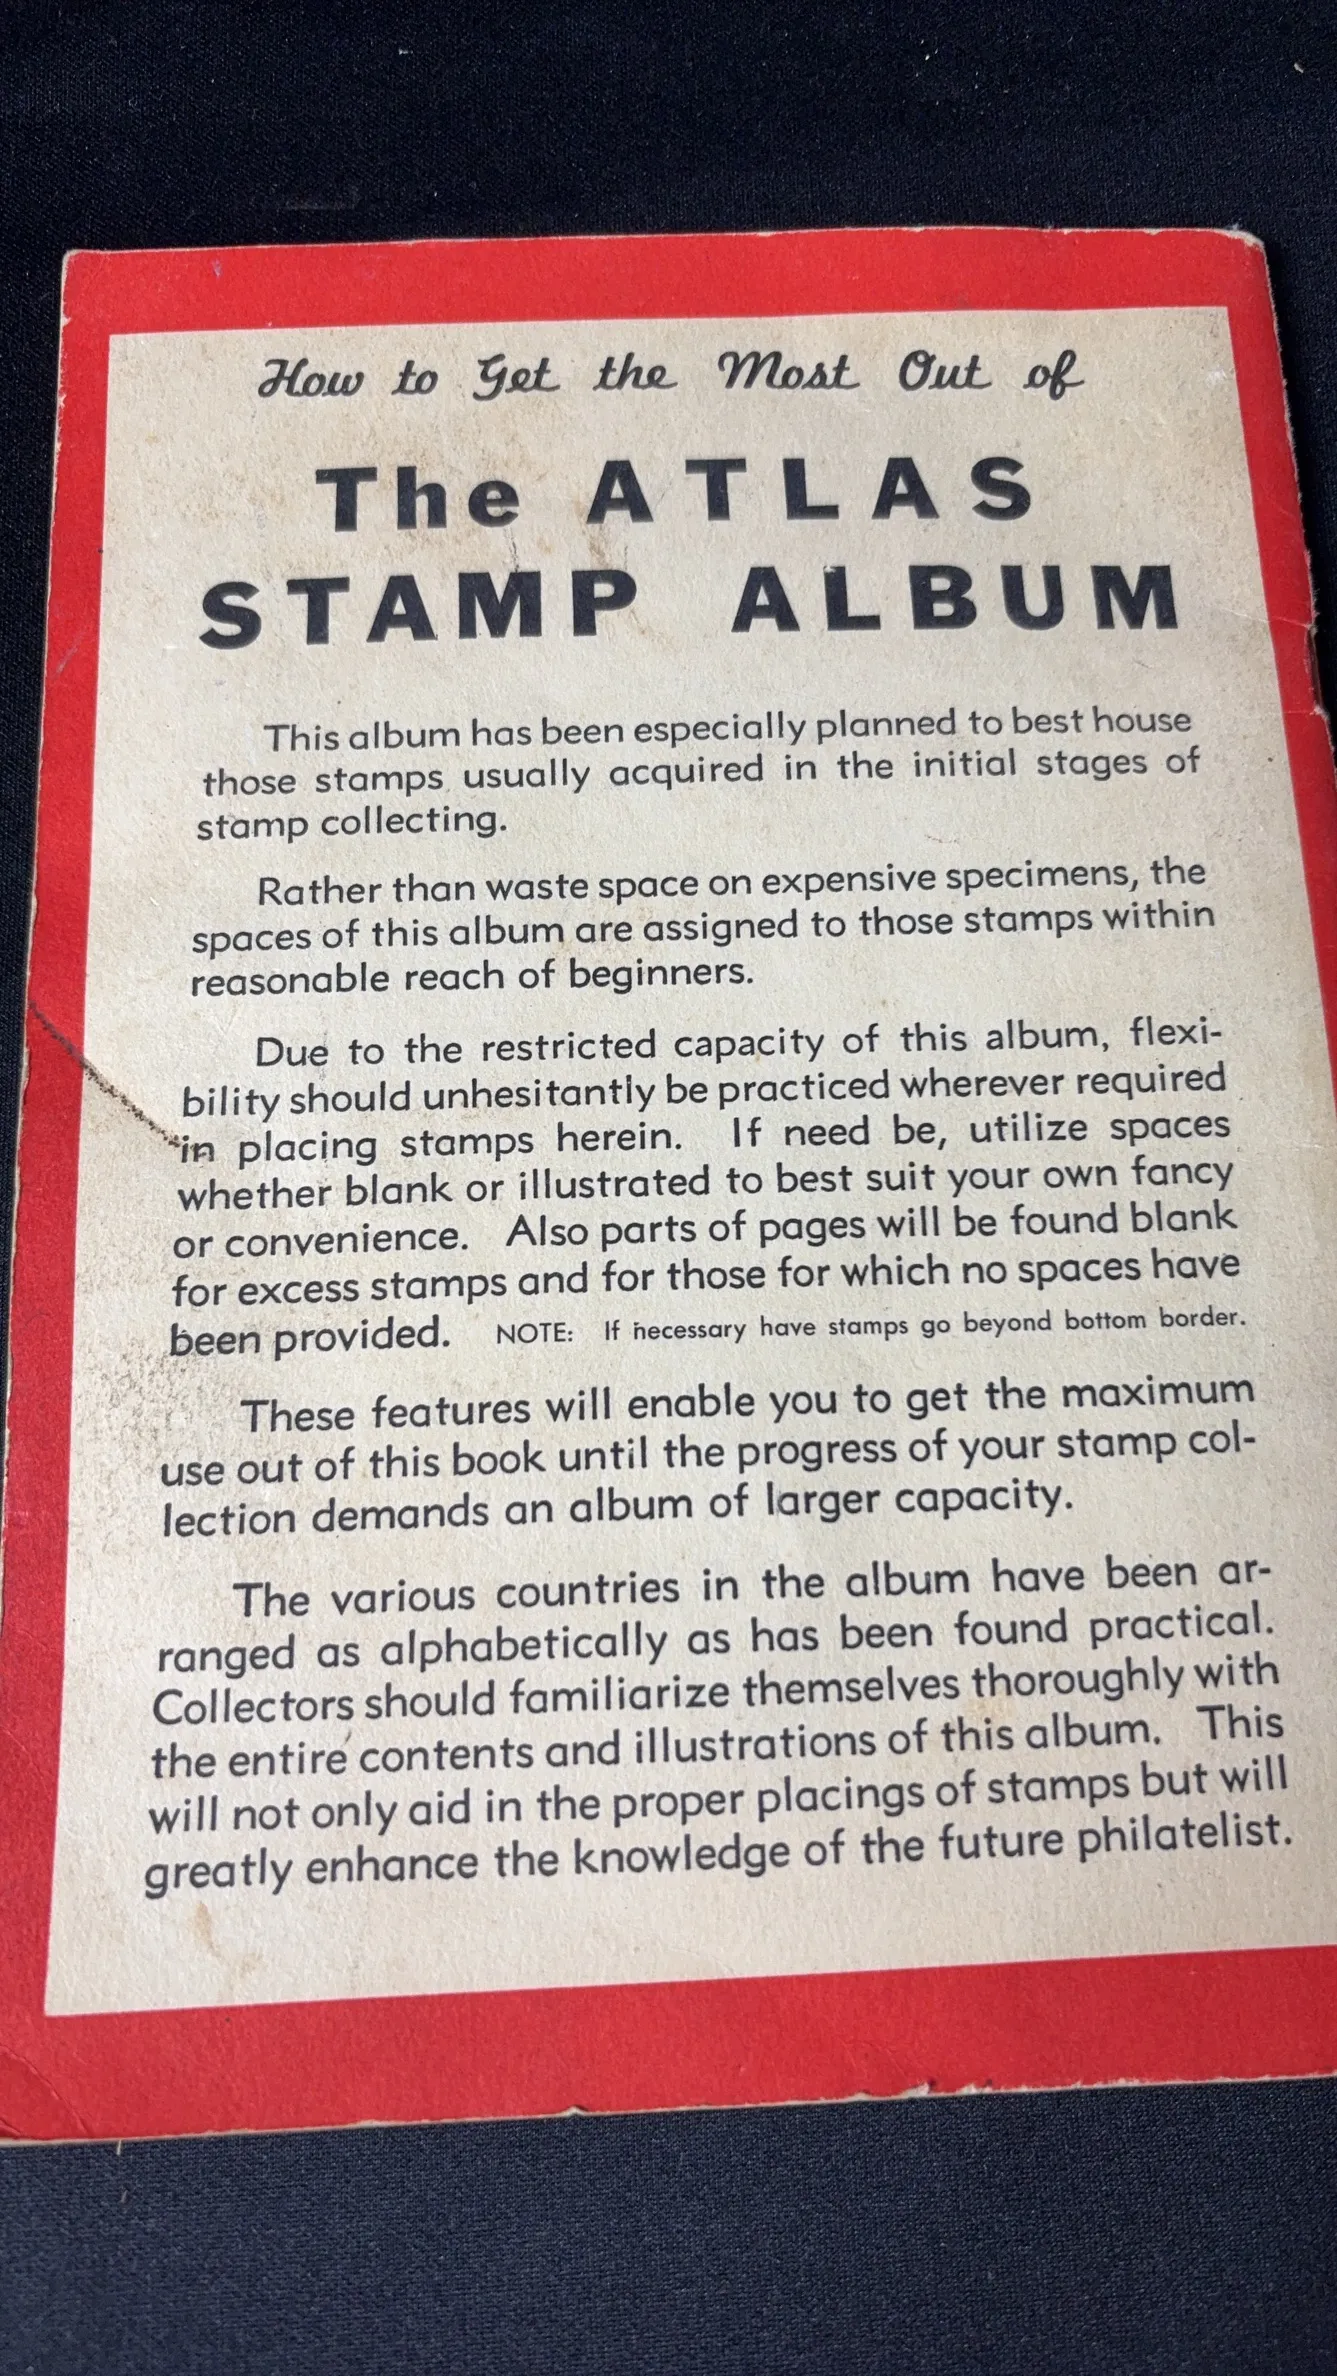 How to Get the Most Out of
The ATLAS
STAMP ALBUM
This album has been especially planned to best house
those stamps usually acquired in the initial stages of
stamp collecting.
Rather than waste space on expensive specimens, the
spaces of this album are assigned to those stamps within
reasonable reach of beginners.
Due to the restricted capacity of this album, flexi-
bility should unhesitantly be practiced wherever required
in placing stamps herein. If need be, utilize spaces
whether blank or illustrated to best suit your own fancy
or convenience. Also parts of pages will be found blank
for excess stamps and for those for which no spaces have
been provided. NOTE: If necessary have stamps go beyond bottom border.
These features will enable you to get the maximum
use out of this book until the progress of your stamp col-
lection demands an album of larger capacity.
The various countries in the album have been ar-
ranged as alphabetically as has been found practical.
Collectors should familiarize themselves thoroughly with
the entire contents and illustrations of this album. This
will not only aid in the proper placings of stamps but will
greatly enhance the knowledge of the future philatelist.